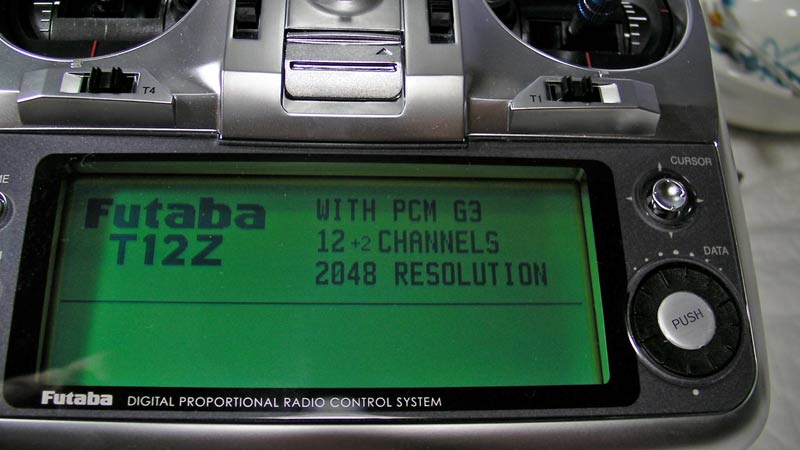 T4
T1
CURSOR
Futaba
T12Z
WITH PCM G3
12 +2 CHANNELS
2048 RESOLUTION
DATA
PUSH
Futaba DIGITAL PROPORTIONAL RADIO CONTROL SYSTEM